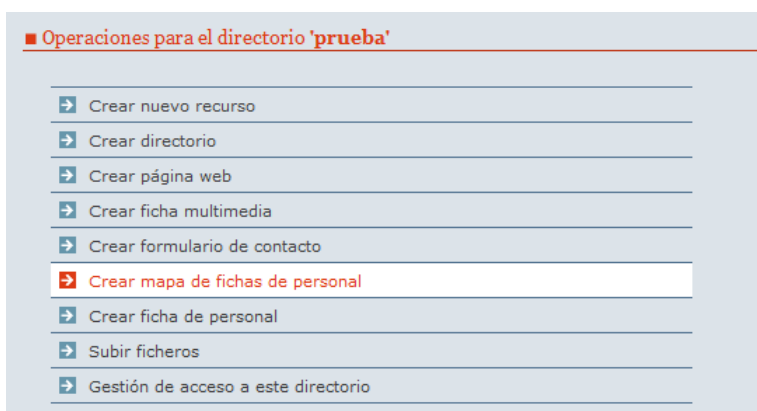 Operaciones para el directorio 'prueba'
Crear nuevo recurso
Crear directorio
Crear página web
Crear ficha multimedia
Crear formulario de contacto
Crear mapa de fichas de personal
Crear ficha de personal
Subir ficheros
Gestión de acceso a este directorio